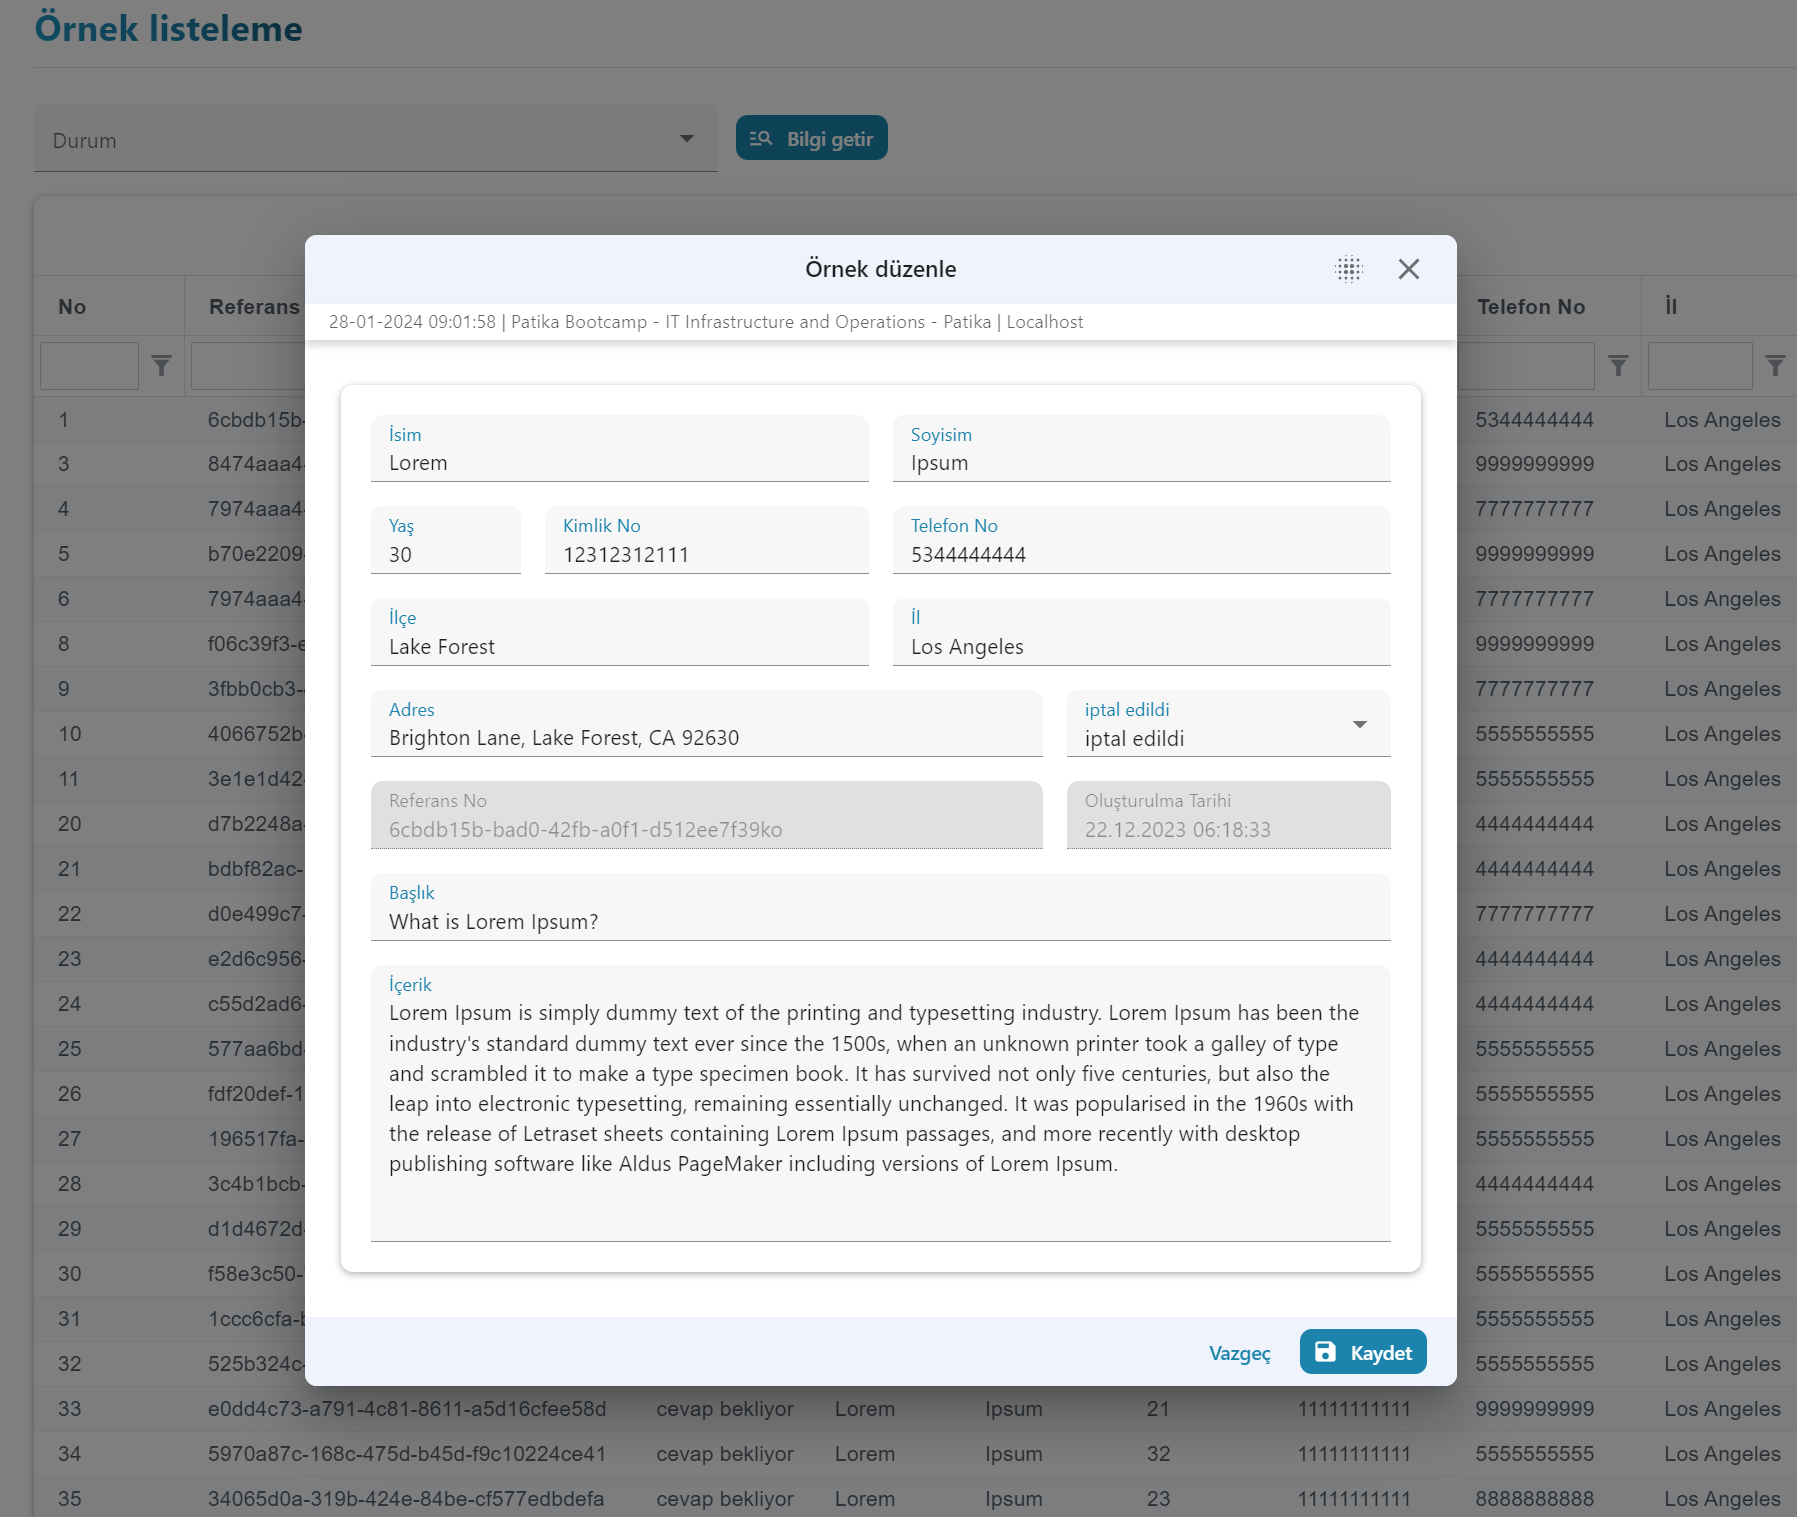 Örnek listeleme
Durum
Bilgi getir
No Referans Telefon No İl
Örnek düzenle
28-01-2024 09:01:58 | Patika Bootcamp - IT Infrastructure and Operations - Patika | Localhost
İsim
Lorem
Soyisim
Ipsum
Yaş
30
Kimlik No
12312312111
Telefon No
5344444444
İlçe
Lake Forest
İl
Los Angeles
Adres
Brighton Lane, Lake Forest, CA 92630
iptal edildi
iptal edildi
Referans No
6cbdb15b-bad0-42fb-a0f1-d512ee7f39ko
Oluşturulma Tarihi
22.12.2023 06:18:33
Başlık
What is Lorem Ipsum?
İçerik
Lorem Ipsum is simply dummy text of the printing and typesetting industry. Lorem Ipsum has been the
industry's standard dummy text ever since the 1500s, when an unknown printer took a galley of type
and scrambled it to make a type specimen book. It has survived not only five centuries, but also the
leap into electronic typesetting, remaining essentially unchanged. It was popularised in the 1960s with
the release of Letraset sheets containing Lorem Ipsum passages, and more recently with desktop
publishing software like Aldus PageMaker including versions of Lorem Ipsum.
Vazgeç
Kaydet
1 6cbdb15b- 5344444444 Los Angeles
3 8474aaa4- 9999999999 Los Angeles
4 7974aaa4- 7777777777 Los Angeles
5 b70e2209- 9999999999 Los Angeles
6 7974aaa4- 7777777777 Los Angeles
8 f06c39f3-e 9999999999 Los Angeles
9 3fbb0cb3- 7777777777 Los Angeles
10 4066752b- 5555555555 Los Angeles
11 3e1e1d42- 5555555555 Los Angeles
20 d7b2248a- 4444444444 Los Angeles
21 bdbf82ac- 4444444444 Los Angeles
22 d0e499c7- 7777777777 Los Angeles
23 e2d6c956- 4444444444 Los Angeles
24 c55d2ad6- 4444444444 Los Angeles
25 577aa6bd- 5555555555 Los Angeles
26 fdf20def-1 5555555555 Los Angeles
27 196517fa- 5555555555 Los Angeles
28 3c4b1bcb- 4444444444 Los Angeles
29 d1d4672d- 5555555555 Los Angeles
30 f58e3c50- 5555555555 Los Angeles
31 1ccc6cfa-b 5555555555 Los Angeles
32 525b324c- 5555555555 Los Angeles
33 e0dd4c73-a791-4c81-8611-a5d16cfee58d cevap bekliyor Lorem Ipsum 21 11111111111 9999999999 Los Angeles
34 5970a87c-168c-475d-b45d-f9c10224ce41 cevap bekliyor Lorem Ipsum 32 11111111111 5555555555 Los Angeles
35 34065d0a-319b-424e-84be-cf577edbdefa cevap bekliyor Lorem Ipsum 23 11111111111 8888888888 Los Angeles